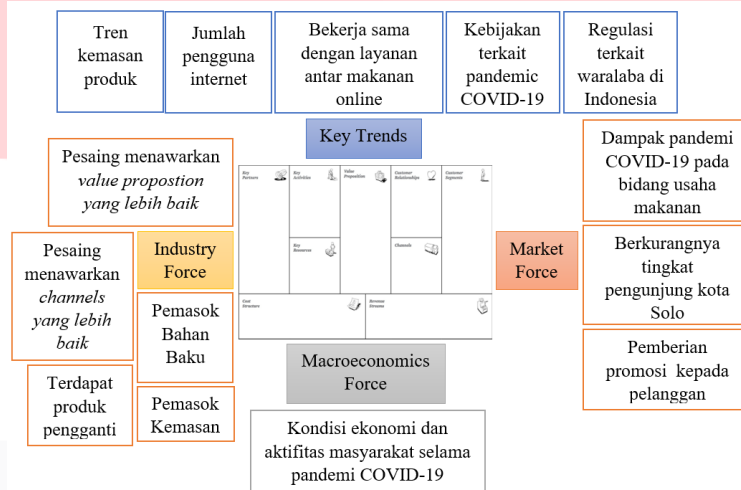 Tren
kemasan
produk
Jumlah
pengguna
internet
Bekerja sama
dengan layanan
antar makanan
online
Kebijakan
terkait
pandemic
COVID-19
Regulasi
terkait
waralaba di
Indonesia
Key Trends
Pesaing menawarkan
value propostion
yang lebih baik
Pesaing
menawarkan
channels
yang lebih
baik
Industry
Force
Pemasok
Bahan
Baku
Terdapat
produk
pengganti
Pemasok
Kemasan
Key
Partners
Key
Activities
Value
Proposition
Customer
Relationships
Customer
Segments
Key
Resources
Channels
Cost
Structure
Revenue
Streams
Market
Force
Dampak pandemi
COVID-19 pada
bidang usaha
makanan
Berkurangnya
tingkat
pengunjung kota
Solo
Pemberian
promosi kepada
pelanggan
Macroeconomics
Force
Kondisi ekonomi dan
aktifitas masyarakat selama
pandemi COVID-19